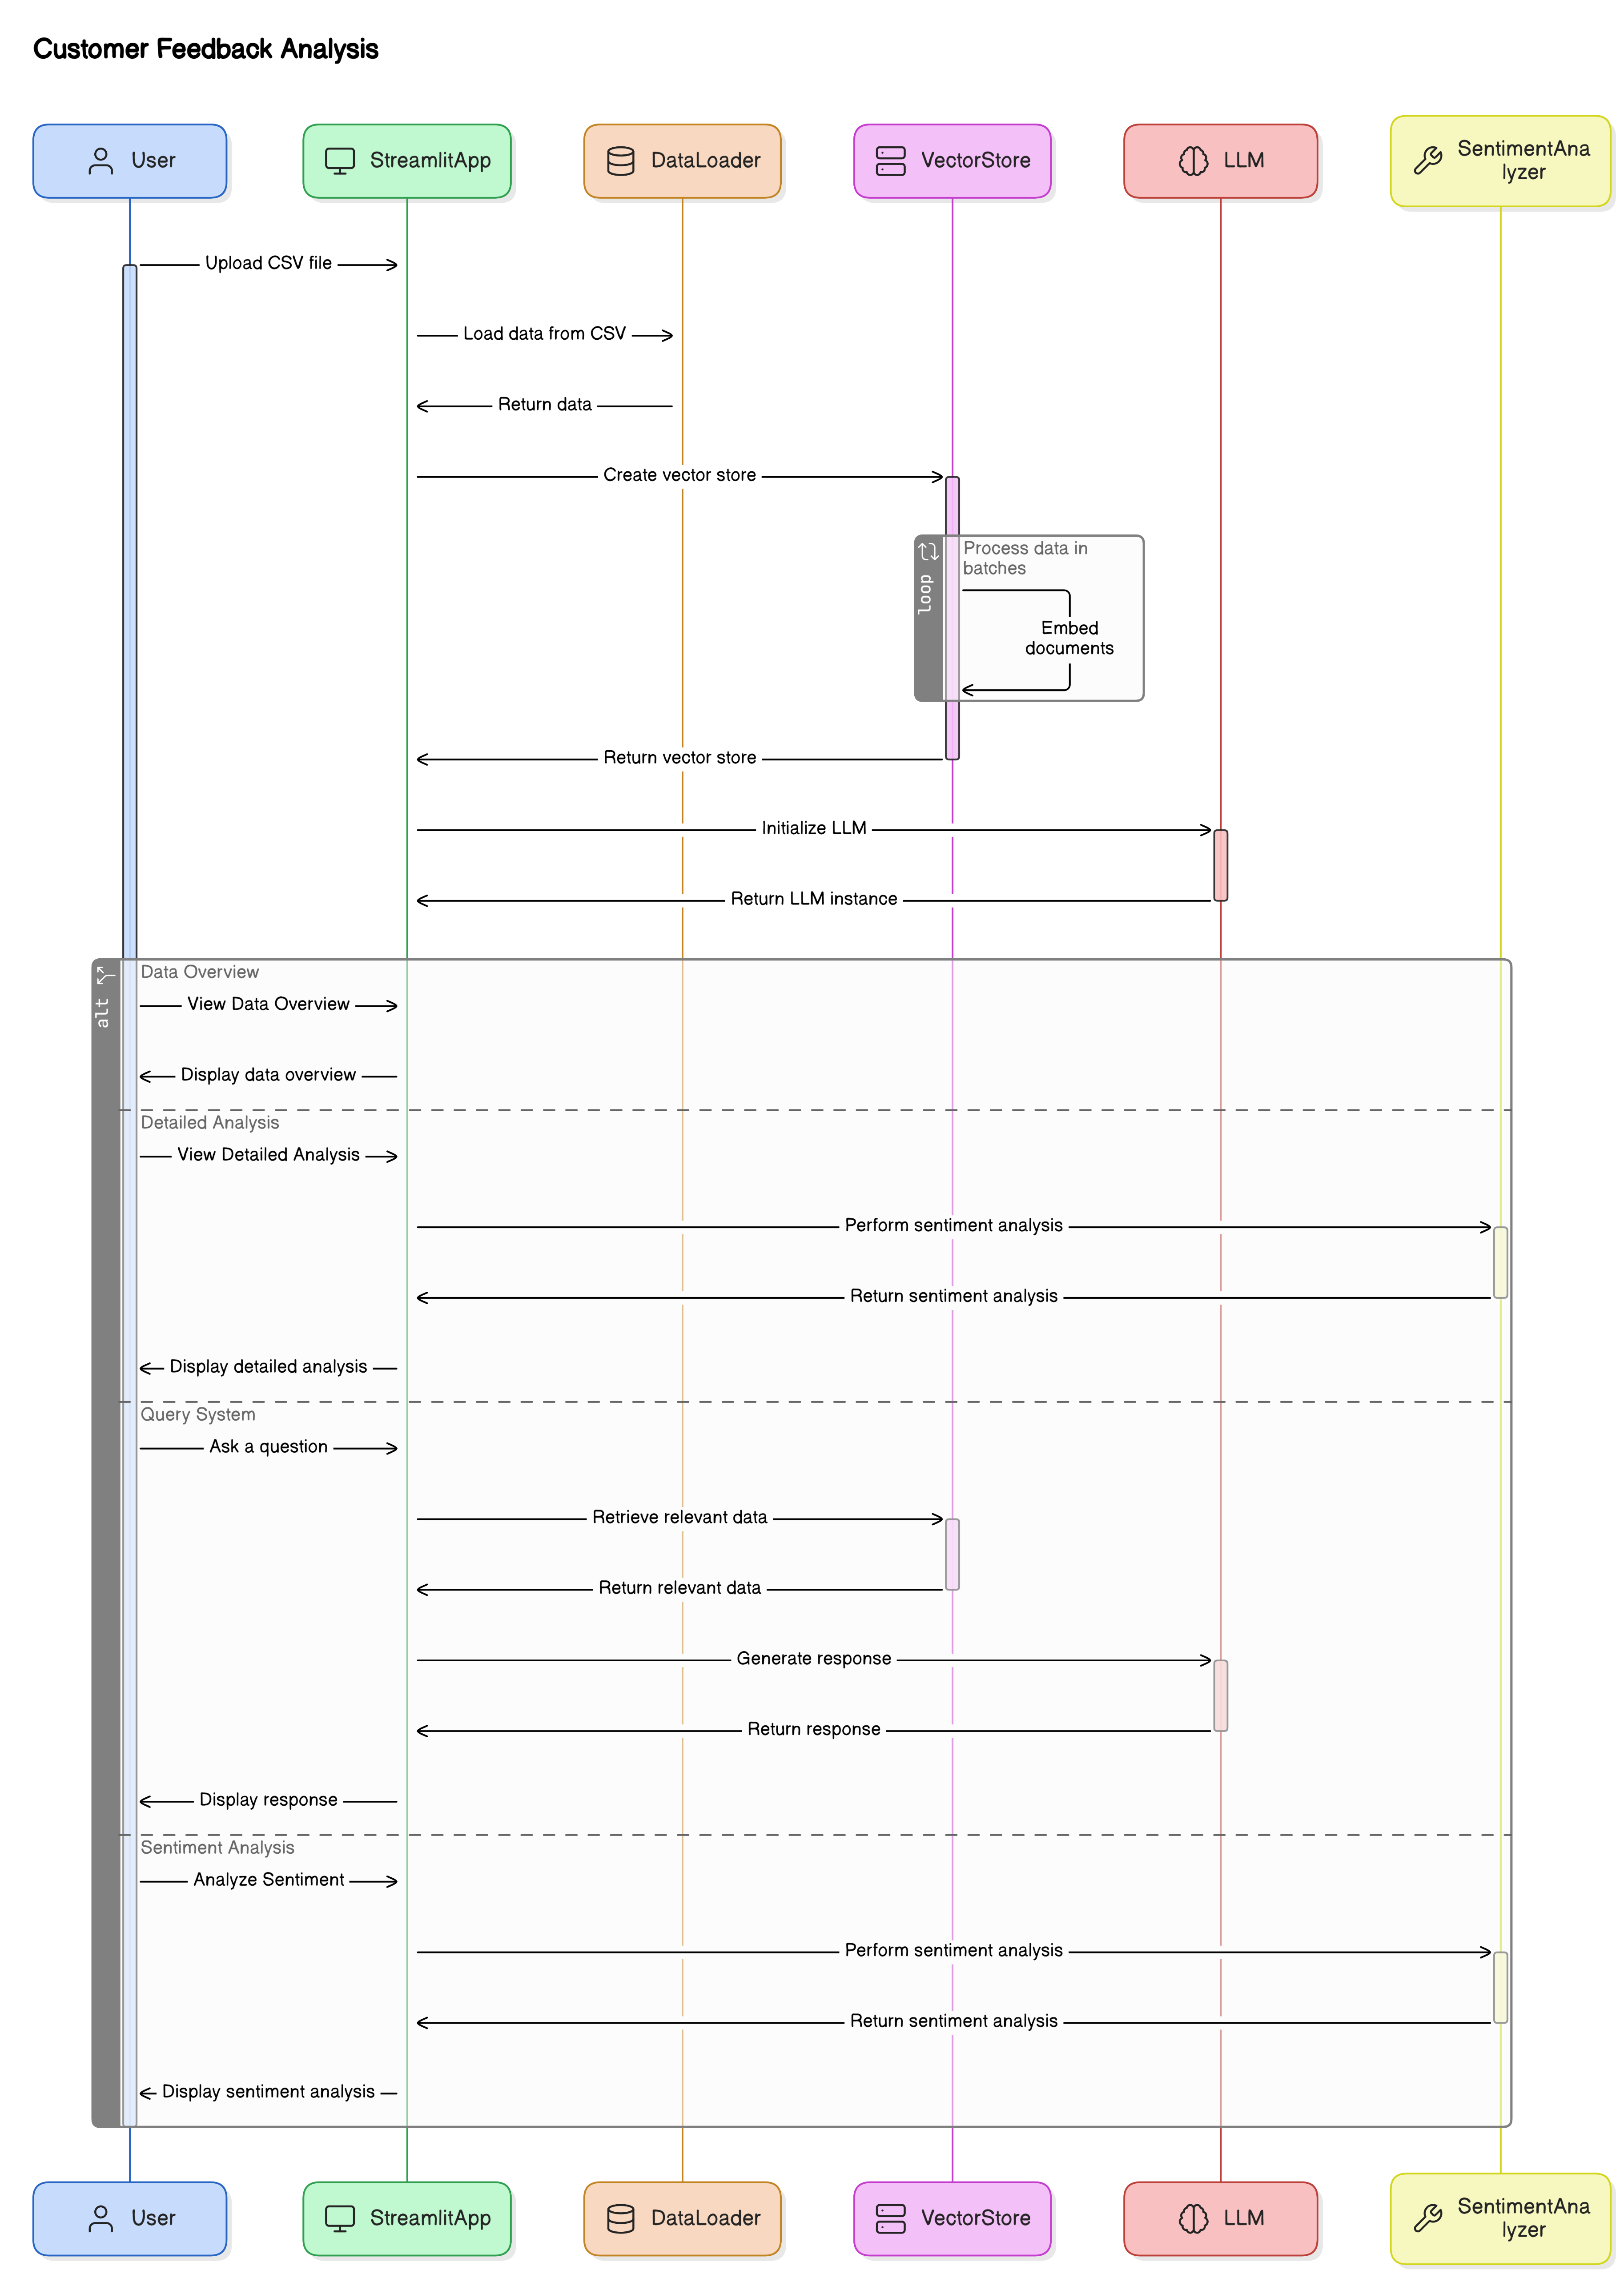 Customer Feedback Analysis
User
StreamlitApp
DataLoader
VectorStore
LLM
SentimentAna
lyzer
Upload CSV file
Load data from CSV
Return data
Create vector store
loop
Process data in
batches
Embed
documents
Return vector store
Initialize LLM
Return LLM instance
alt
Data Overview
View Data Overview
Display data overview
Detailed Analysis
View Detailed Analysis
Perform sentiment analysis
Return sentiment analysis
Display detailed analysis
Query System
Ask a question
Retrieve relevant data
Return relevant data
Generate response
Return response
Display response
Sentiment Analysis
Analyze Sentiment
Perform sentiment analysis
Return sentiment analysis
Display sentiment analysis
User
StreamlitApp
DataLoader
VectorStore
LLM
SentimentAna
lyzer